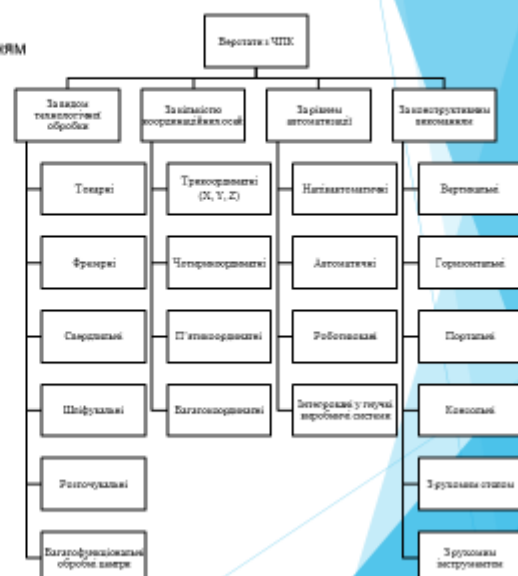 ням
Верстати з ЧПК
За видом
технологічної
обробки
За кількістю
координаційних осей
За рівнем
автоматизації
За конструктивним
виконанням
Токарні
Фрезерні
Свердлильні
Шліфувальні
Розточувальні
Багатофункціональні
обробні центри
Трикоординатні
(X, Y, Z)
Чотирикоординатні
П'ятикоординатні
Багатокоординатні
Напівавтоматичні
Автоматичні
Роботизовані
Інтегровані у гнучкі
виробничі системи
Вертикальні
Горизонтальні
Портальні
Консольні
З рухомим столом
З рухомим
інструментом